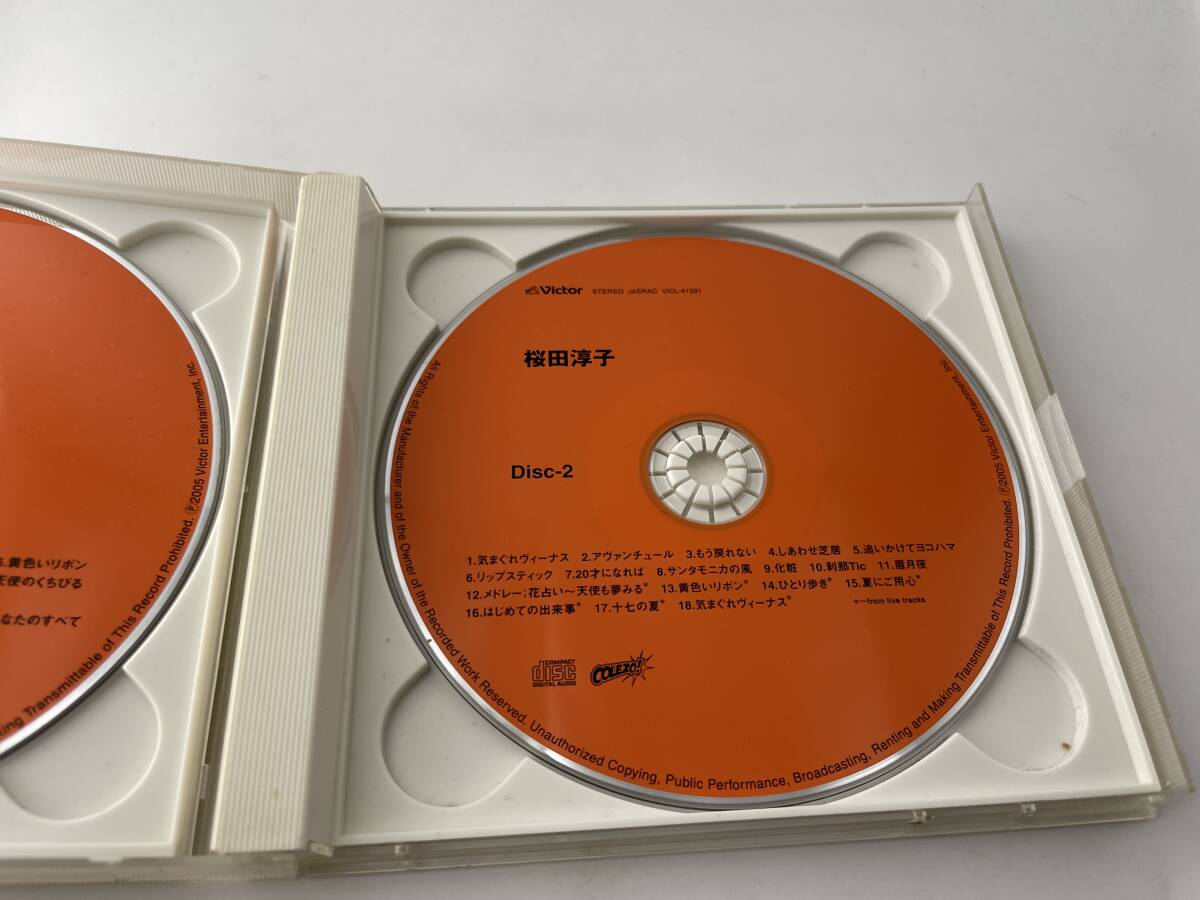 Victor STEREO JASRAC VICL-41291
桜田淳子
Disc-2
1.気まぐれヴィーナス 2.アヴァンチュール 3.もう戻れない 4.しあわせ芝居 5.追いかけてヨコハマ
6.リップスティック 7.20才になれば 8.サンタモニカの風 9.化粧 10.刹那Tic 11.眉月夜
12.メドレー:花占い〜天使も夢みる* 13.黄色いリボン* 14.ひとり歩き* 15.夏にご用心*
16.はじめての出来事* 17.十七の夏* 18.気まぐれヴィーナス* *〜from live tracks
COMPACT disc DIGITAL AUDIO
COLEZO!
All Rights of the Manufacturer and of the Owner of the Recorded Work Reserved. Unauthorized Copying, Public Performance, Broadcasting, Renting and Making Transmittable of This Record Prohibited. ℗2005 Victor Entertainment, Inc.
.黄色いリボン
天使のくちびる
なたのすべて
king Transmittable of This Record Prohibited. ℗2005 Victor Entertainment, Inc.